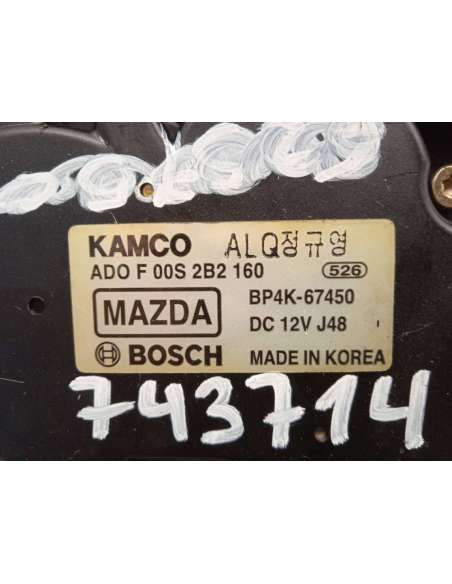 KAMCO ALQ정규영
ADO F 00S 2B2 160 526
MAZDA BP4K-67450
DC 12V J48
BOSCH MADE IN KOREA
743714